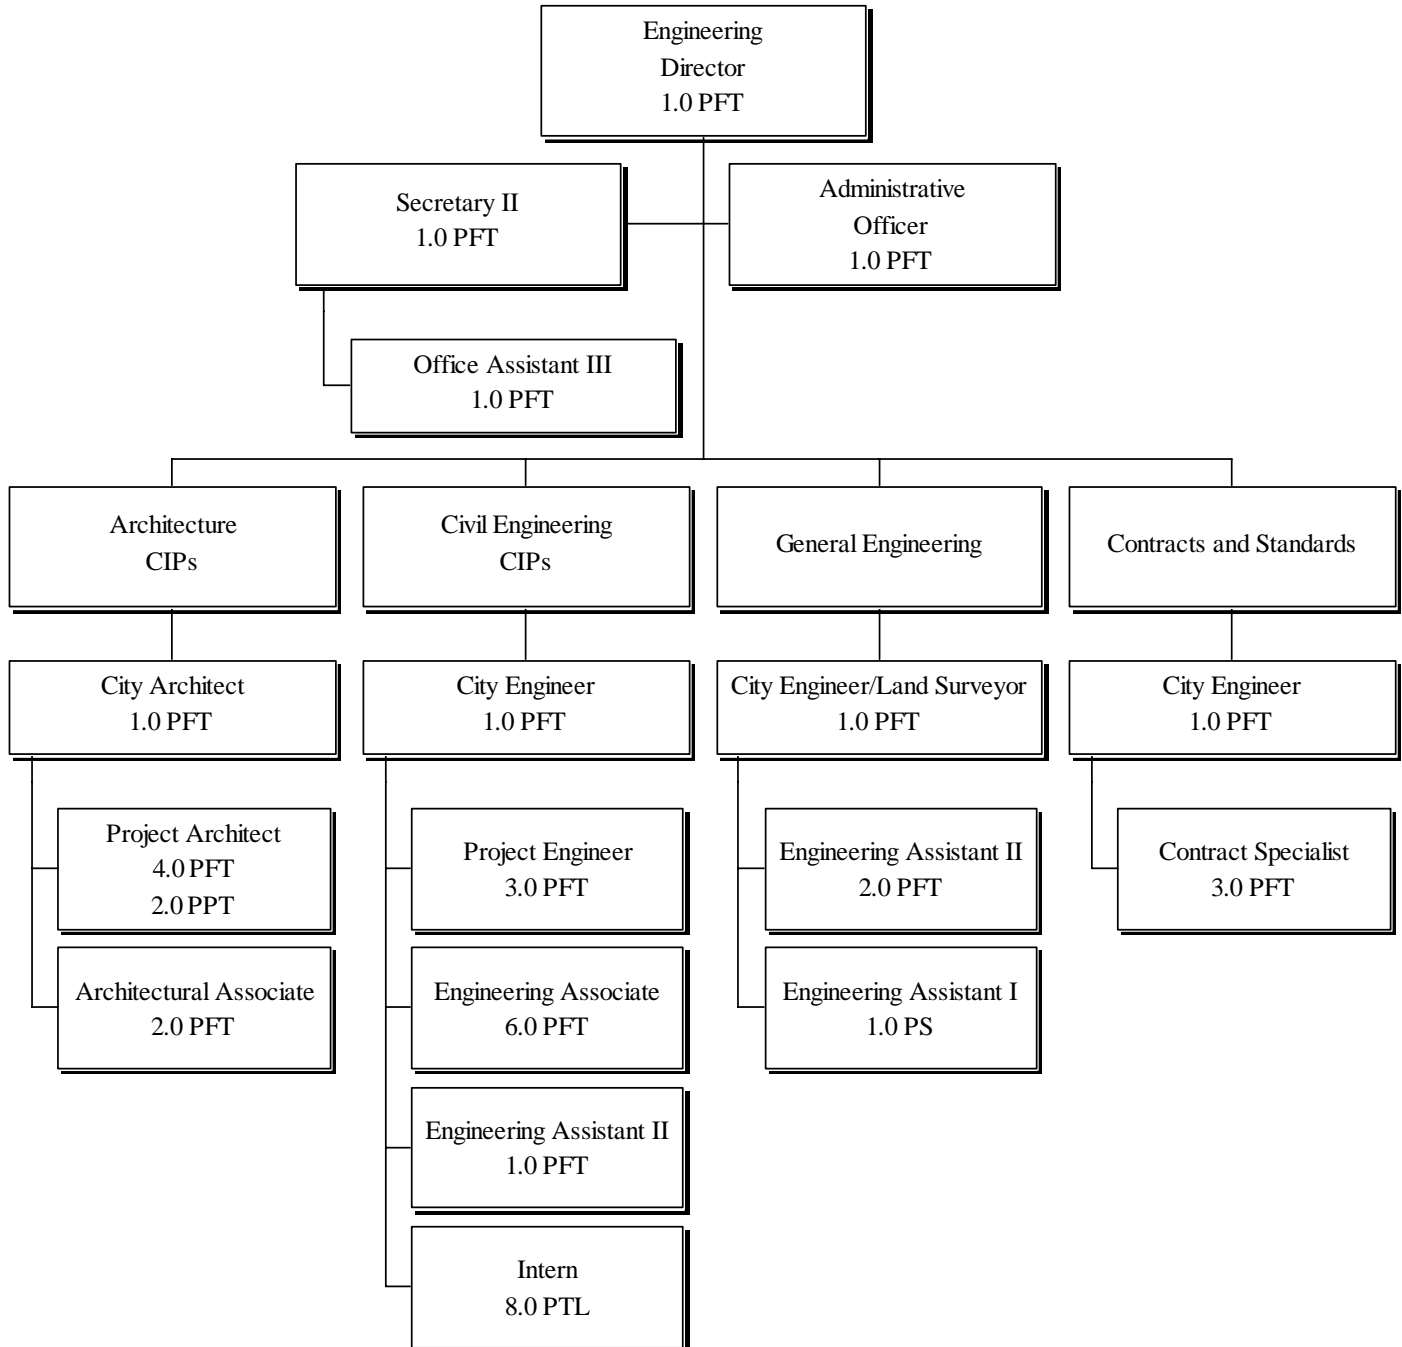 Engineering
Director
1.0 PFT
Secretary II
1.0 PFT
Administrative
Officer
1.0 PFT
Office Assistant III
1.0 PFT
Architecture
CIPs
Civil Engineering
CIPs
General Engineering
Contracts and Standards
City Architect
1.0 PFT
City Engineer
1.0 PFT
City Engineer/Land Surveyor
1.0 PFT
City Engineer
1.0 PFT
Project Architect
4.0 PFT
2.0 PPT
Project Engineer
3.0 PFT
Engineering Assistant II
2.0 PFT
Contract Specialist
3.0 PFT
Architectural Associate
2.0 PFT
Engineering Associate
6.0 PFT
Engineering Assistant I
1.0 PS
Engineering Assistant II
1.0 PFT
Intern
8.0 PTL